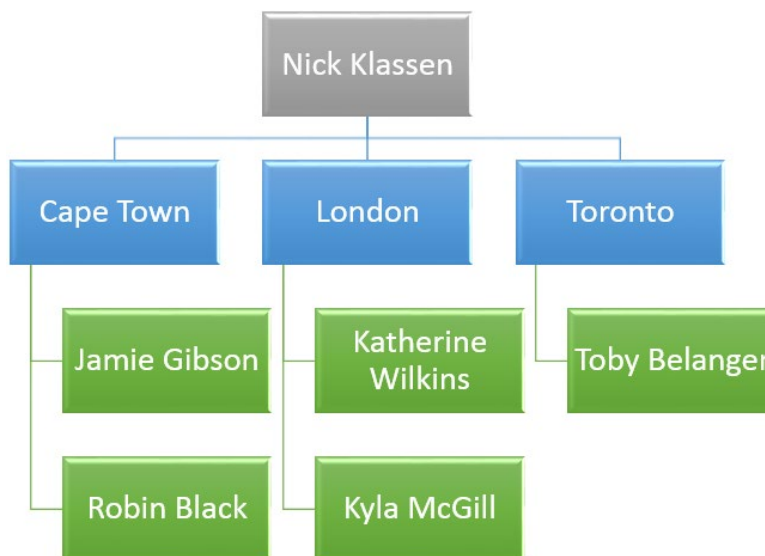 Nick Klassen
Cape Town
London
Toronto
Jamie Gibson
Katherine
Wilkins
Toby Belanger
Robin Black
Kyla McGill